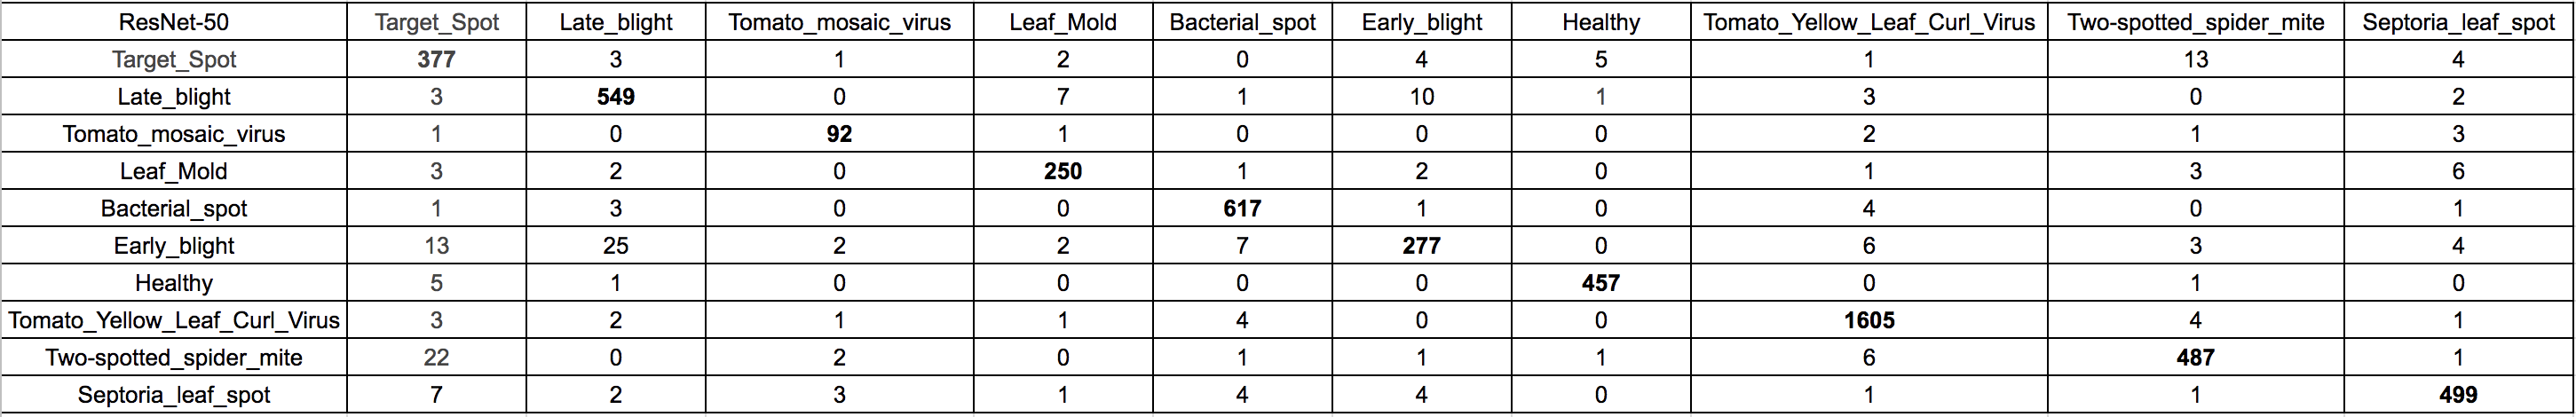 ResNet-50 Target_Spot Late_blight Tomato_mosaic_virus Leaf_Mold Bacterial_spot Early_blight Healthy Tomato_Yellow_Leaf_Curl_Virus Two-spotted_spider_mite Septoria_leaf_spot
Target_Spot 377 3 1 2 0 4 5 1 13 4
Late_blight 3 549 0 7 1 10 1 3 0 2
Tomato_mosaic_virus 1 0 92 1 0 0 0 2 1 3
Leaf_Mold 3 2 0 250 1 2 0 1 3 6
Bacterial_spot 1 3 0 0 617 1 0 4 0 1
Early_blight 13 25 2 2 7 277 0 6 3 4
Healthy 5 1 0 0 0 0 457 0 1 0
Tomato_Yellow_Leaf_Curl_Virus 3 2 1 1 4 0 0 1605 4 1
Two-spotted_spider_mite 22 0 2 0 1 1 1 6 487 1
Septoria_leaf_spot 7 2 3 1 4 4 0 1 1 499